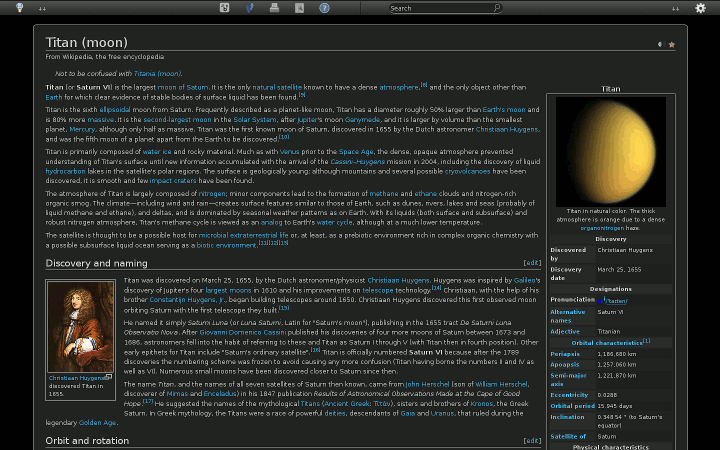 Search
Titan (moon)
From Wikipedia, the free encyclopedia
Not to be confused with Titania (moon).
Titan (or Saturn VI) is the largest moon of Saturn. It is the only natural satellite known to have a dense atmosphere,[8] and the only object other than
Earth for which clear evidence of stable bodies of surface liquid has been found.[9]
Titan is the sixth ellipsoidal moon from Saturn. Frequently described as a planet-like moon, Titan has a diameter roughly 50% larger than Earth's moon and
is 80% more massive. It is the second-largest moon in the Solar System, after Jupiter's moon Ganymede, and it is larger by volume than the smallest
planet, Mercury, although only half as massive. Titan was the first known moon of Saturn, discovered in 1655 by the Dutch astronomer Christiaan Huygens,
and was the fifth moon of a planet apart from the Earth to be discovered.[10]
Titan is primarily composed of water ice and rocky material. Much as with Venus prior to the Space Age, the dense, opaque atmosphere prevented
understanding of Titan's surface until new information accumulated with the arrival of the Cassini–Huygens mission in 2004, including the discovery of liquid
hydrocarbon lakes in the satellite's polar regions. The surface is geologically young; although mountains and several possible cryovolcanoes have been
discovered, it is smooth and few impact craters have been found.
The atmosphere of Titan is largely composed of nitrogen; minor components lead to the formation of methane and ethane clouds and nitrogen-rich
organic smog. The climate—including wind and rain—creates surface features similar to those of Earth, such as dunes, rivers, lakes and seas (probably of
liquid methane and ethane), and deltas, and is dominated by seasonal weather patterns as on Earth. With its liquids (both surface and subsurface) and
robust nitrogen atmosphere, Titan's methane cycle is viewed as an analog to Earth's water cycle, although at a much lower temperature.
The satellite is thought to be a possible host for microbial extraterrestrial life or, at least, as a prebiotic environment rich in complex organic chemistry with
a possible subsurface liquid ocean serving as a biotic environment.[11][12][13]
Titan
Titan in natural color. The thick
atmosphere is orange due to a dense
organonitrogen haze.
Discovery
Discovered by Christiaan Huygens
Discovery date March 25, 1655
Designations
Pronunciation /ˈtaɪtən/
Alternative names Saturn VI
Adjective Titanian
Orbital characteristics[1]
Periapsis 1,186,680 km
Apoapsis 1,257,060 km
Semi-major axis 1,221,870 km
Eccentricity 0.0288
Orbital period 15.945 days
Inclination 0.348 54 ° (to Saturn's
equator)
Satellite of Saturn
Physical characteristics
Discovery and naming [edit]
Christiaan Huygens
discovered Titan in
1655.
Titan was discovered on March 25, 1655, by the Dutch astronomer/physicist Christiaan Huygens. Huygens was inspired by Galileo's
discovery of Jupiter's four largest moons in 1610 and his improvements on telescope technology.[14] Christiaan, with the help of his
brother Constantijn Huygens, Jr., began building telescopes around 1650. Christiaan Huygens discovered this first observed moon
orbiting Saturn with the first telescope they built.[15]
He named it simply Saturni Luna (or Luna Saturni, Latin for "Saturn's moon"), publishing in the 1655 tract De Saturni Luna
Observatio Nova. After Giovanni Domenico Cassini published his discoveries of four more moons of Saturn between 1673 and
1686, astronomers fell into the habit of referring to these and Titan as Saturn I through V (with Titan then in fourth position). Other
early epithets for Titan include "Saturn's ordinary satellite".[16] Titan is officially numbered Saturn VI because after the 1789
discoveries the numbering scheme was frozen to avoid causing any more confusion (Titan having borne the numbers II and IV as
well as VI). Numerous small moons have been discovered closer to Saturn since then.
The name Titan, and the names of all seven satellites of Saturn then known, came from John Herschel (son of William Herschel,
discoverer of Mimas and Enceladus) in his 1847 publication Results of Astronomical Observations Made at the Cape of Good
Hope.[17] He suggested the names of the mythological Titans (Ancient Greek: Τῑτάν), sisters and brothers of Kronos, the Greek
Saturn. In Greek mythology, the Titans were a race of powerful deities, descendants of Gaia and Uranus, that ruled during the
legendary Golden Age.
Orbit and rotation [edit]